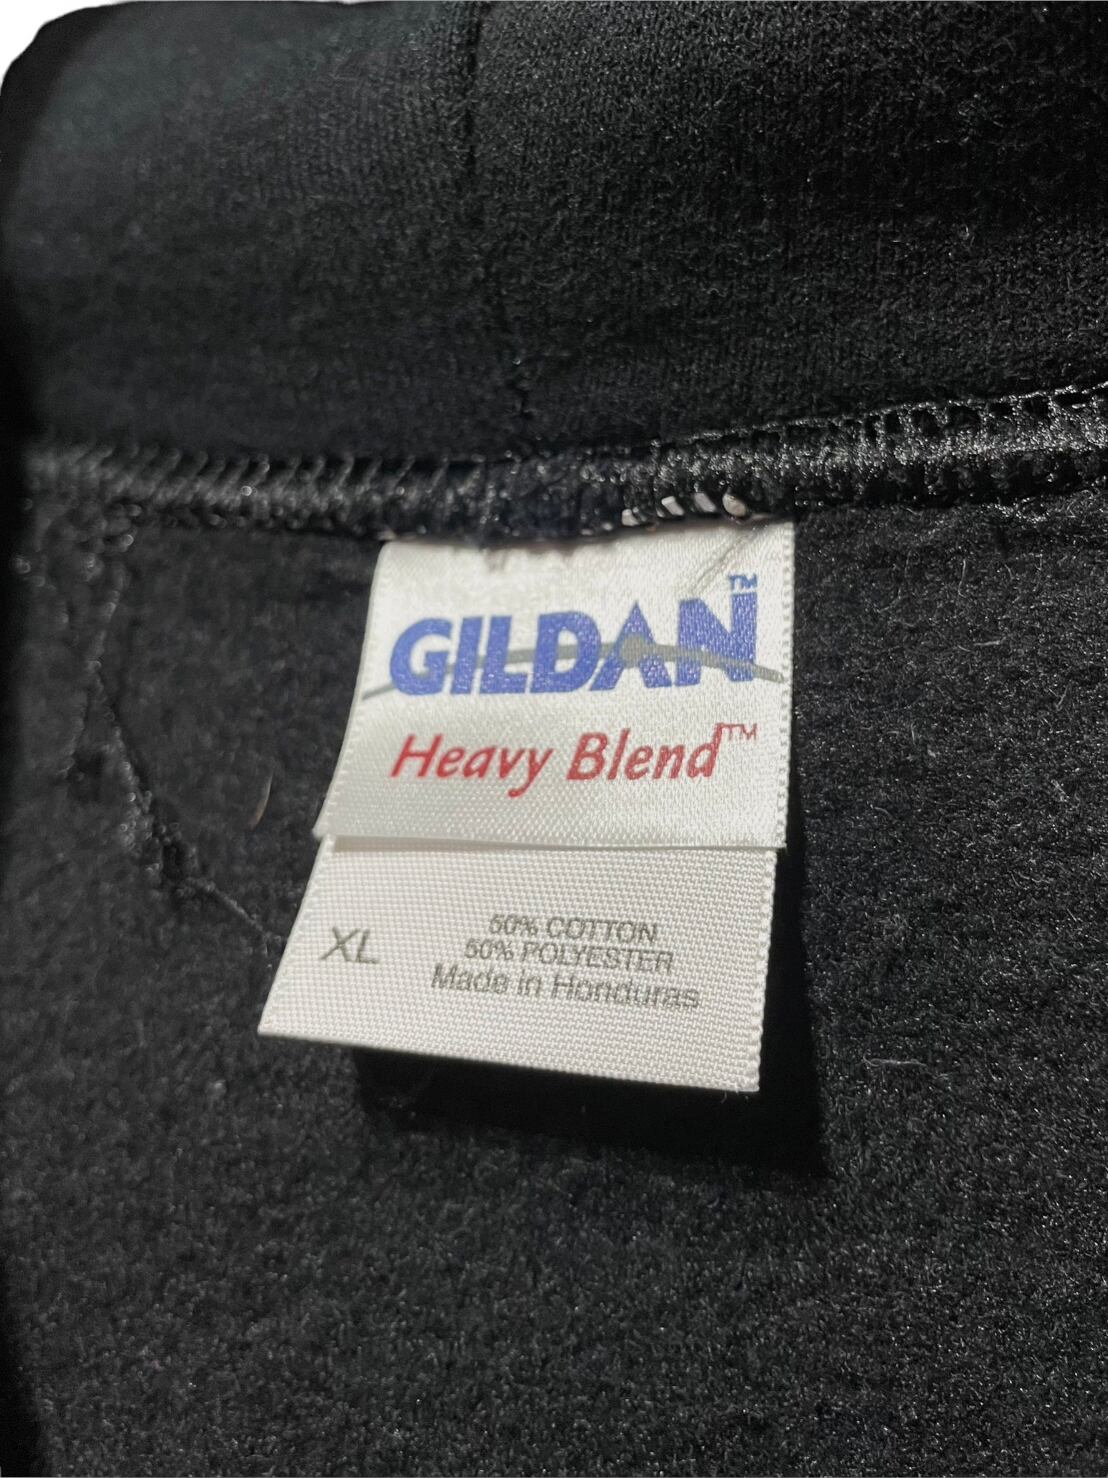 GILDAN™
Heavy Blend™
XL
50% COTTON
50% POLYESTER
Made in Honduras